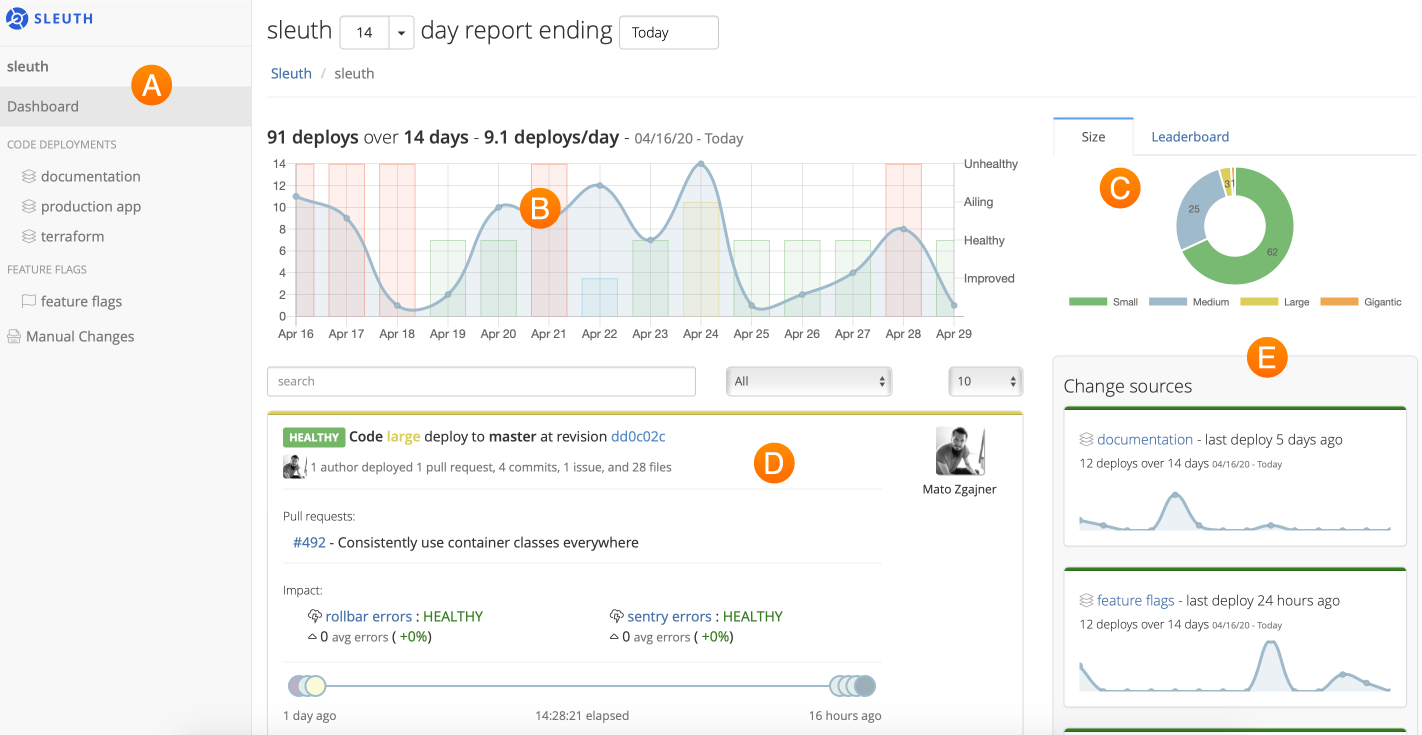 SLEUTH
sleuth
A
Dashboard
CODE DEPLOYMENTS
documentation
production app
terraform
FEATURE FLAGS
feature flags
Manual Changes
sleuth 14 day report ending Today
Sleuth / sleuth
91 deploys over 14 days - 9.1 deploys/day - 04/16/20 - Today
14
12
10
8
6
4
2
0
B
Unhealthy
Ailing
Healthy
Improved
Apr 16 Apr 17 Apr 18 Apr 19 Apr 20 Apr 21 Apr 22 Apr 23 Apr 24 Apr 25 Apr 26 Apr 27 Apr 28 Apr 29
search All 10
HEALTHY Code large deploy to master at revision dd0c02c
1 author deployed 1 pull request, 4 commits, 1 issue, and 28 files
D
Mato Zgajner
Pull requests:
#492 - Consistently use container classes everywhere
Impact:
rollbar errors : HEALTHY
0 avg errors ( +0%)
sentry errors : HEALTHY
0 avg errors ( +0%)
1 day ago 14:28:21 elapsed 16 hours ago
Size Leaderboard
C
31
25
62
Small Medium Large Gigantic
E
Change sources
documentation - last deploy 5 days ago
12 deploys over 14 days 04/16/20 - Today
feature flags - last deploy 24 hours ago
12 deploys over 14 days 04/16/20 - Today